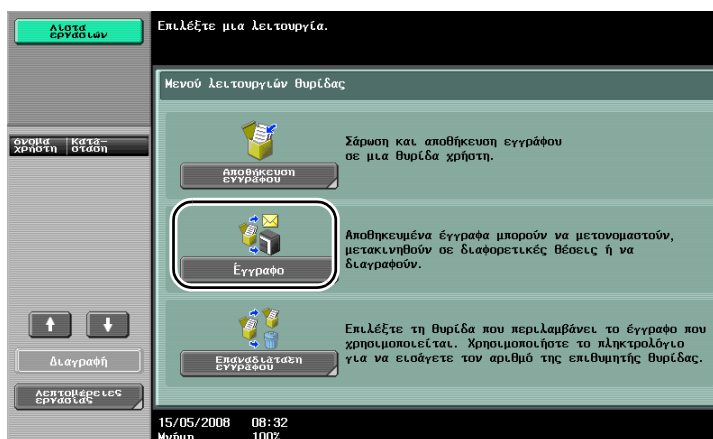 Λίστα
εργασιών
Επιλέξτε μια λειτουργία.
Μενού λειτουργιών θυρίδας
όνομα
χρήστη
Κατά-
σταση
Σάρωση και αποθήκευση εγγράφου
σε μια θυρίδα χρήστη.
Αποθήκευση
εγγράφου
Αποθηκευμένα έγγραφα μπορούν να μετονομαστούν,
μετακινηθούν σε διαφορετικές θέσεις ή να
διαγραφούν.
Έγγραφο
Επιλέξτε τη θυρίδα που περιλαμβάνει το έγγραφο που
χρησιμοποιείται. Χρησιμοποιήστε το πληκτρολόγιο
για να εισάγετε τον αριθμό της επιθυμητής θυρίδας.
Επαναδιάταξη
εγγράφου
Διαγραφή
Λεπτομέρειες
εργασίας
15/05/2008 08:32
Μνήμη 100%